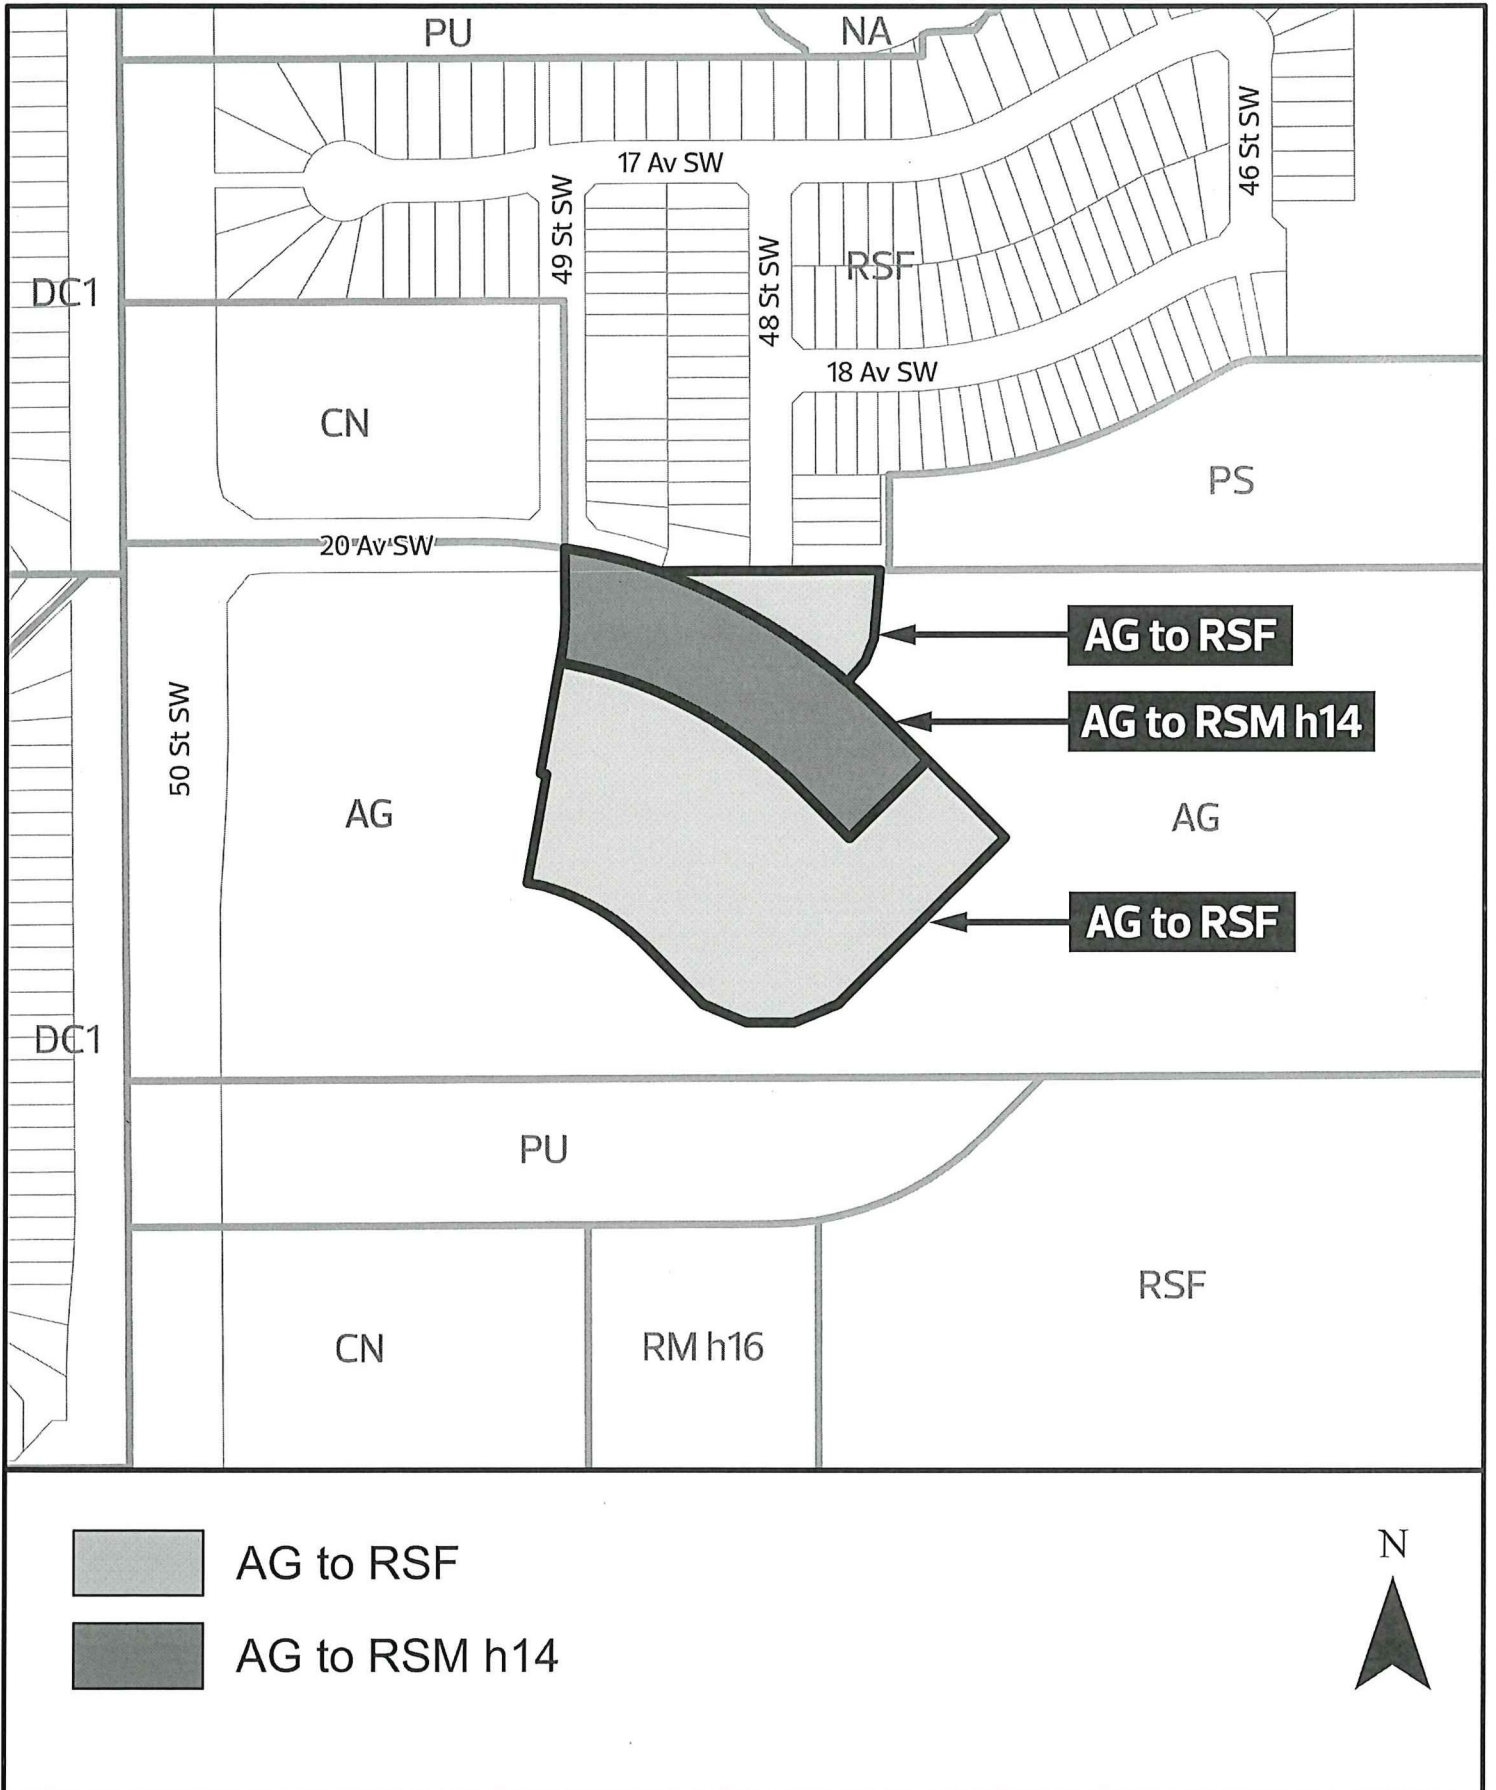 PU
NA
17 Av SW
46 St SW
49 St SW
48 St SW
RSF
DC1
18 Av SW
CN
PS
20 Av SW
AG to RSF
AG to RSM h14
50 St SW
AG
AG
AG to RSF
DC1
PU
RSF
CN
RM h16
AG to RSF
N
AG to RSM h14